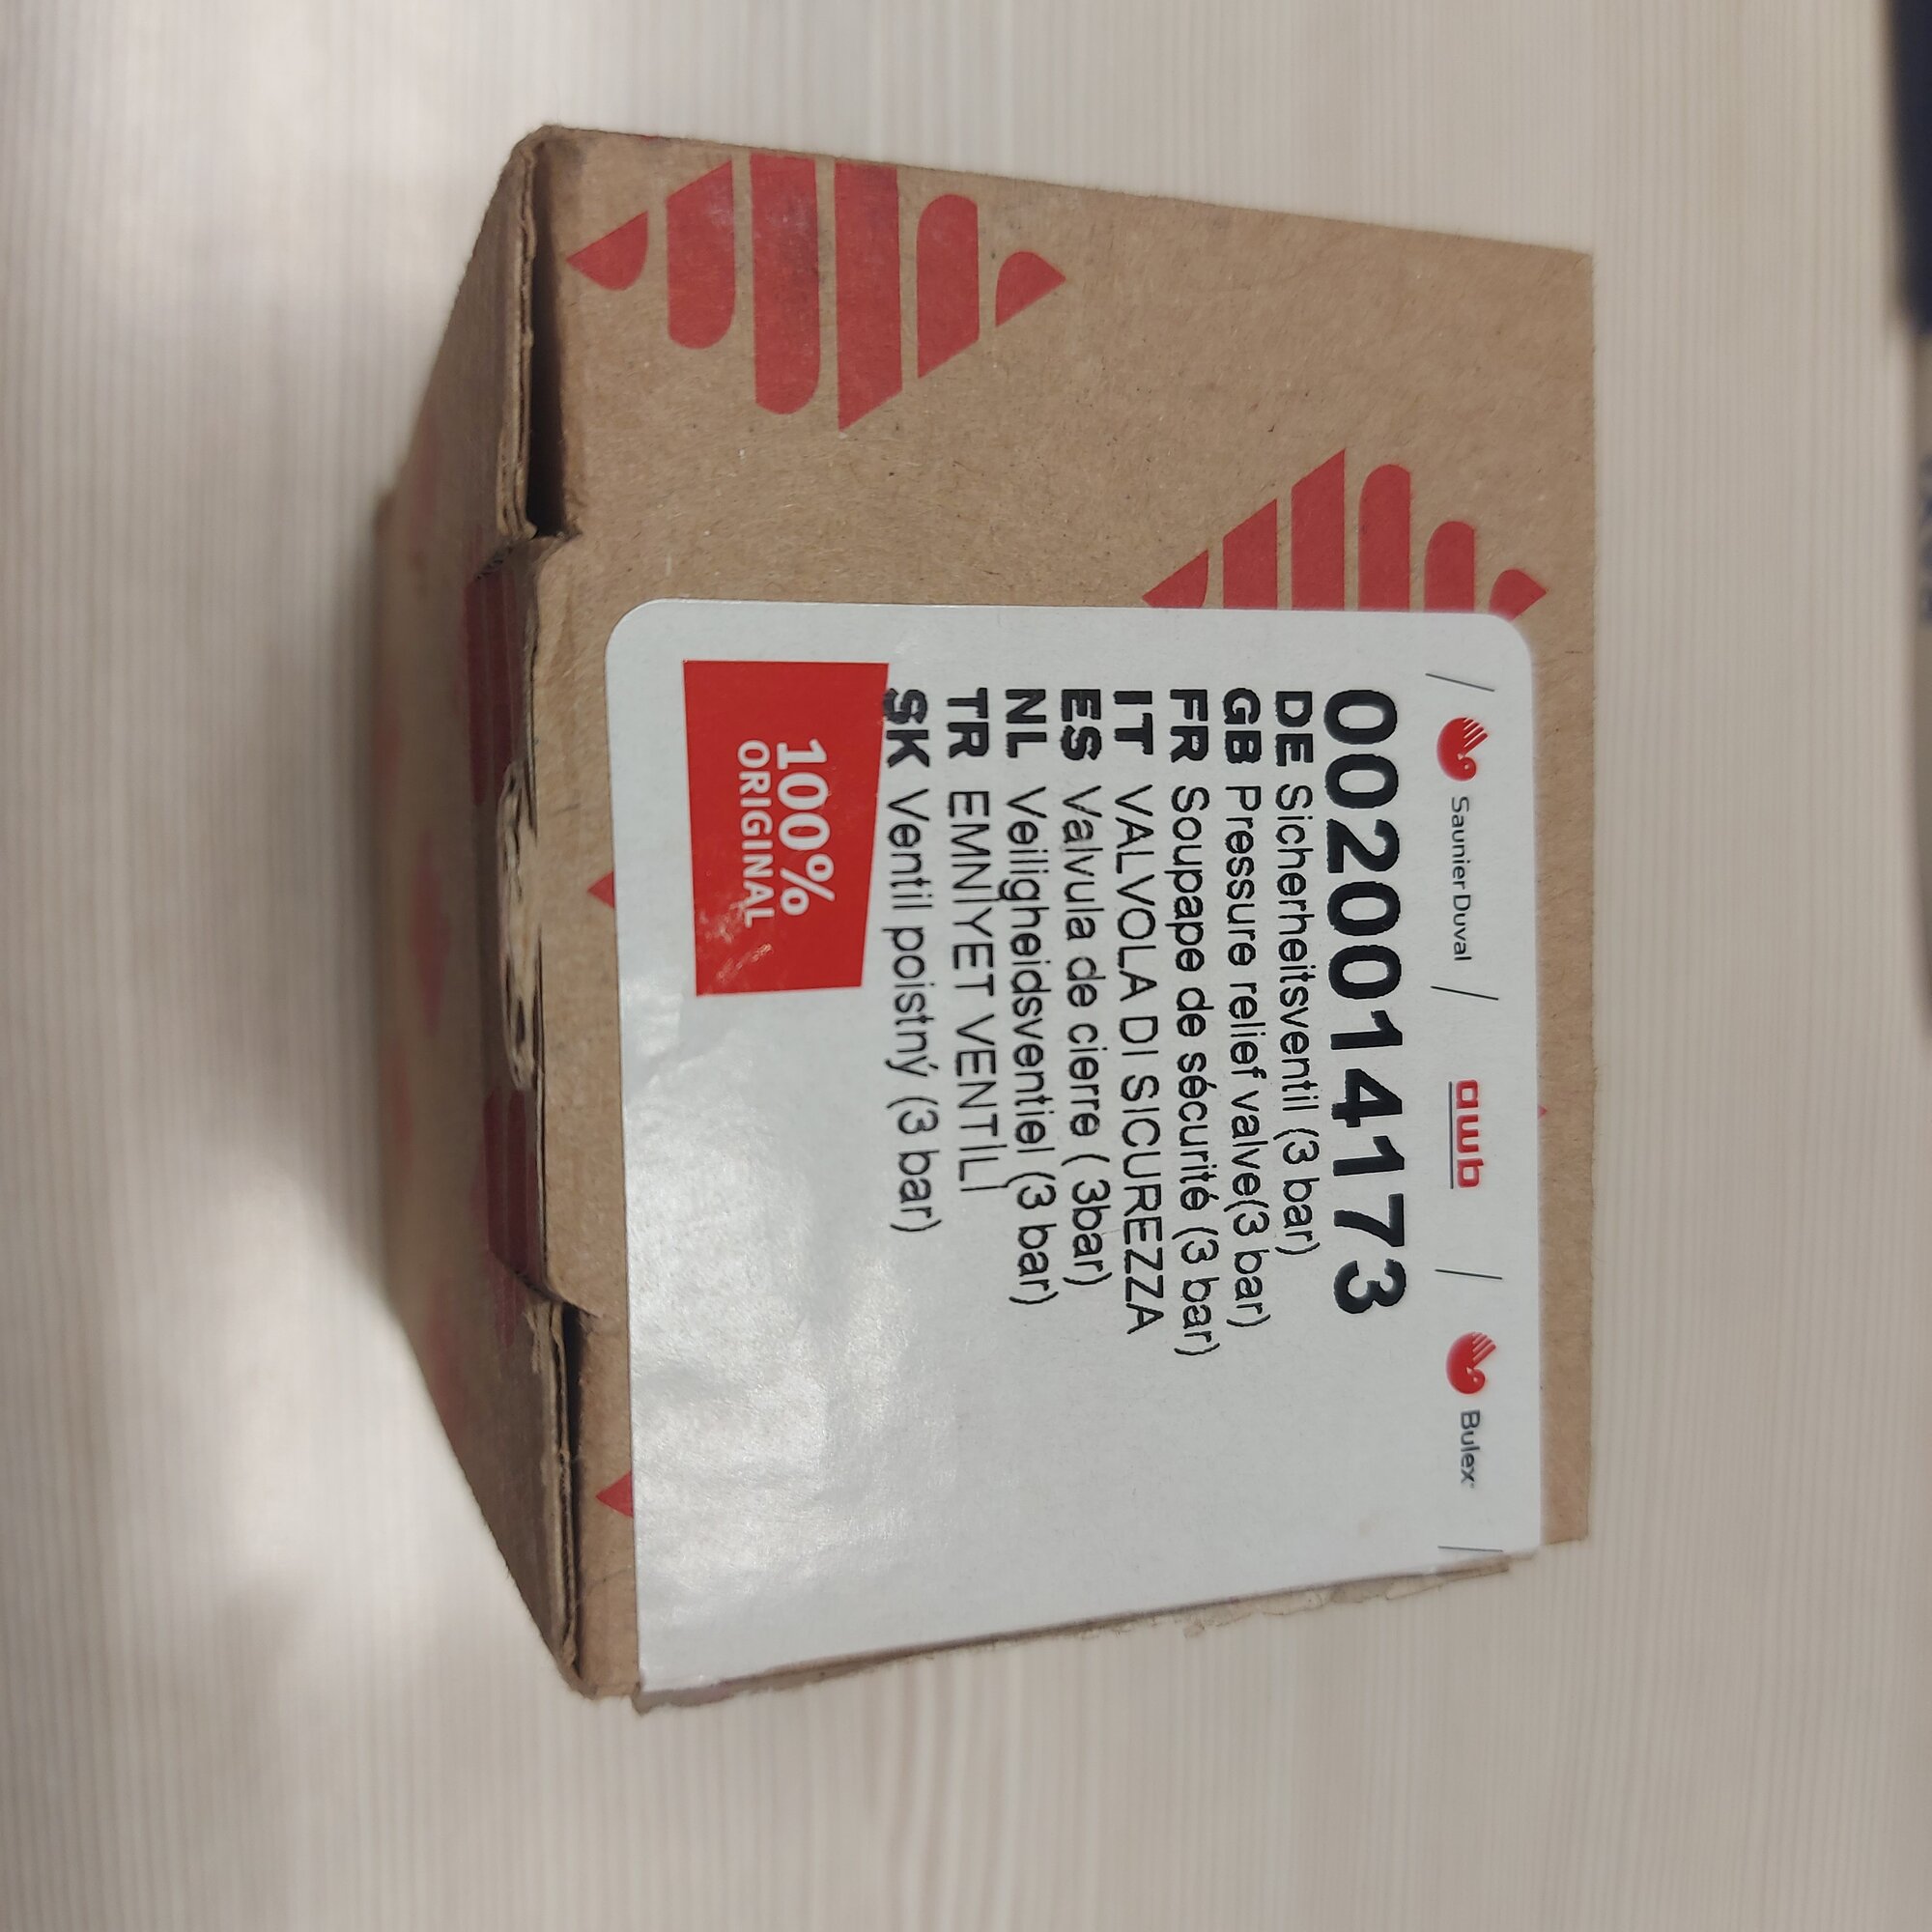 Saunier Duval / awb / Bulex
0020014173
DE Sicherheitsventil (3 bar)
GB Pressure relief valve(3 bar)
FR Soupape de sécurité (3 bar)
IT VALVOLA DI SICUREZZA
ES Valvula de cierre ( 3bar)
NL Veiligheidsventiel (3 bar)
TR EMNİYET VENTİLİ
SK Ventil poistný (3 bar)
100%
ORIGINAL